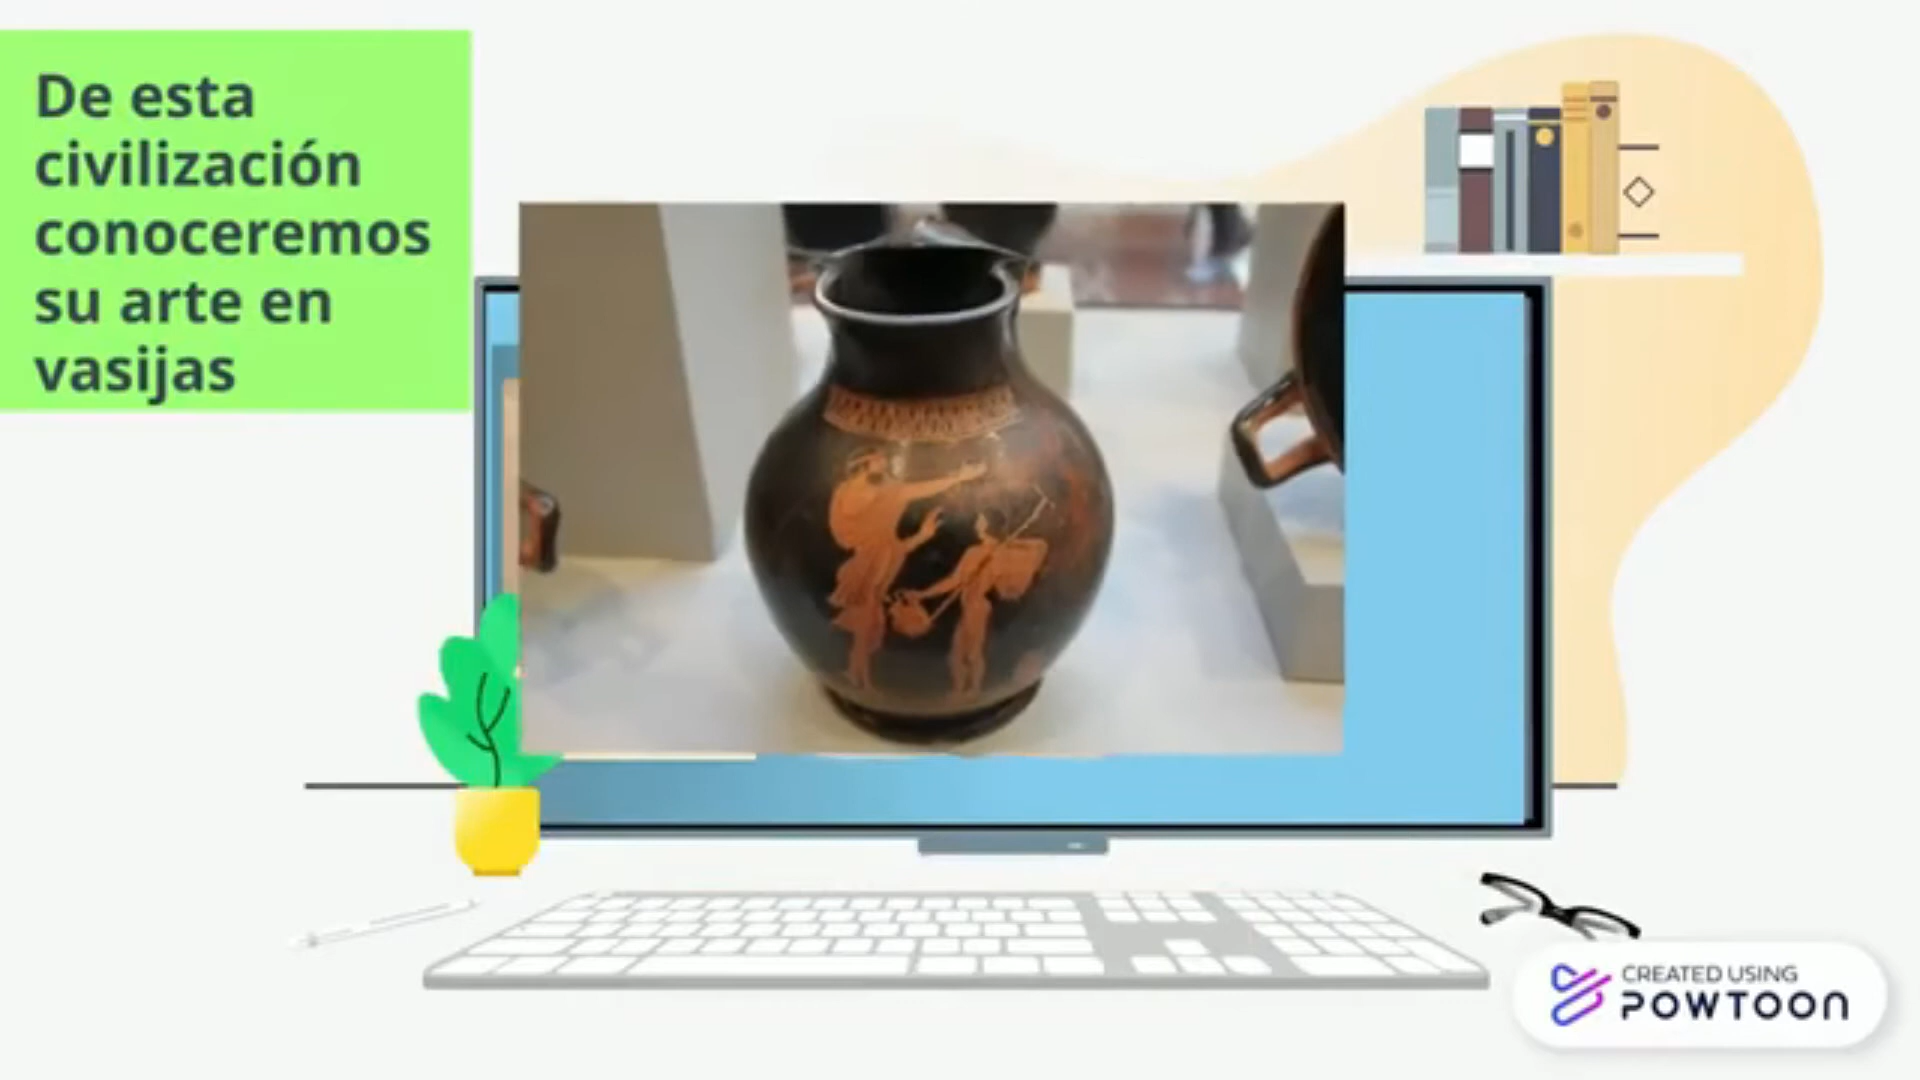 De esta
civilización
conoceremos
su arte en
vasijas
CREATED USING
POWTOON